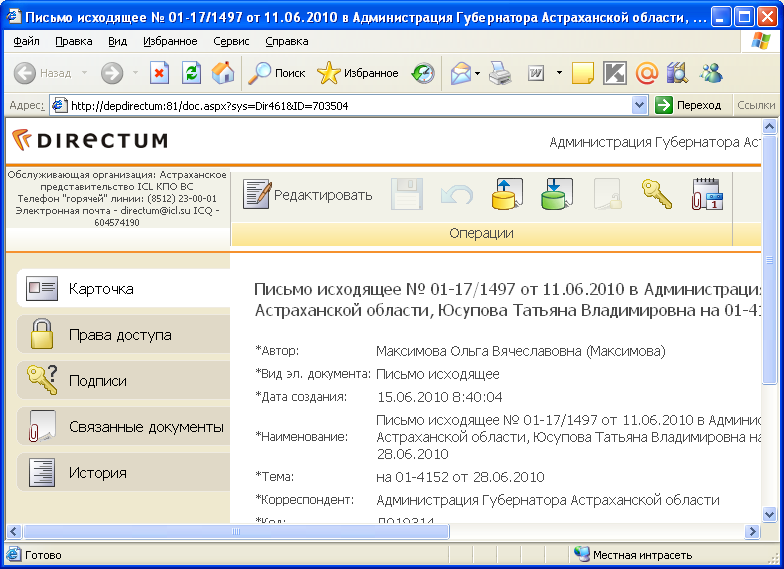 Письмо исходящее № 01-17/1497 от 11.06.2010 в Администрация Губернатора Астраханской области, ...
Файл Правка Вид Избранное Сервис Справка
Назад Поиск Избранное
Адрес: http://depdirectum:81/doc.aspx?sys=Dir461&ID=703504 Переход Ссылки
DIRECTUM
Администрация Губернатора Аст
Обслуживающая организация: Астраханское
представительство ICL КПО ВС
Телефон "горячей" линии: (8512) 23-00-01
Электронная почта - directum@icl.su ICQ -
604574190
Редактировать
Операции
Карточка
Права доступа
Подписи
Связанные документы
История
Письмо исходящее № 01-17/1497 от 11.06.2010 в Администраци
Астраханской области, Юсупова Татьяна Владимировна на 01-41
*Автор: Максимова Ольга Вячеславовна (Максимова)
*Вид эл. документа: Письмо исходящее
*Дата создания: 15.06.2010 8:40:04
*Наименование: Письмо исходящее № 01-17/1497 от 11.06.2010 в Админис
Астраханской области, Юсупова Татьяна Владимировна на
28.06.2010
*Тема: на 01-4152 от 28.06.2010
*Корреспондент: Администрация Губернатора Астраханской области
*Код: Д019314
Готово Местная интрасеть